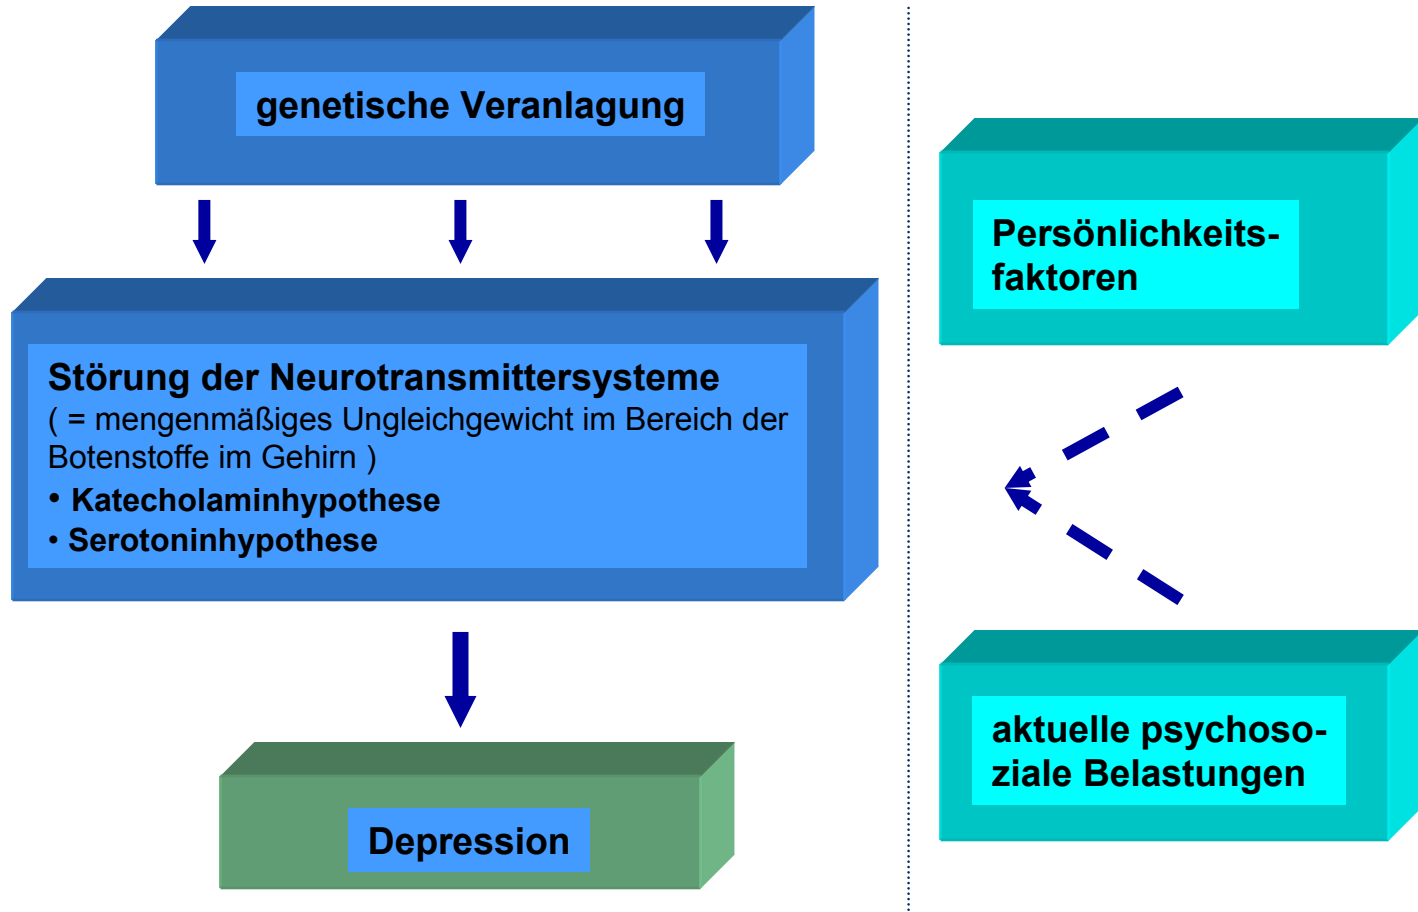 genetische Veranlagung
Störung der Neurotransmittersysteme
( = mengenmäßiges Ungleichgewicht im Bereich der
Botenstoffe im Gehirn )
• Katecholaminhypothese
• Serotoninhypothese
Depression
Persönlichkeits-
faktoren
aktuelle psychoso-
ziale Belastungen